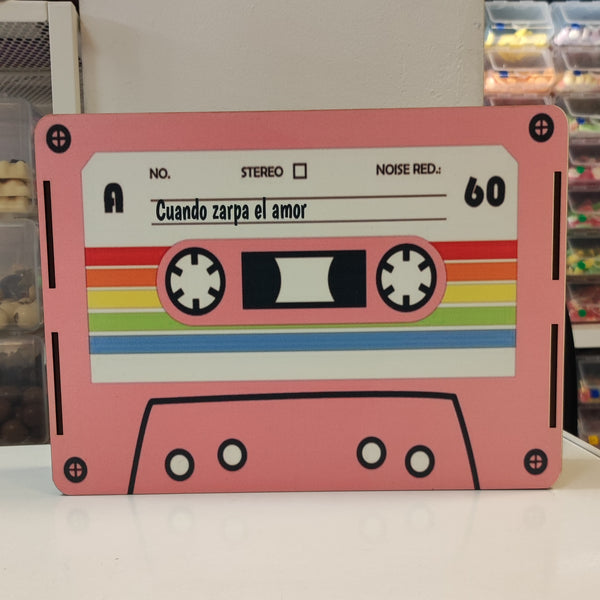 NO. STEREO NOISE RED.:
A 60
Cuando zarpa el amor